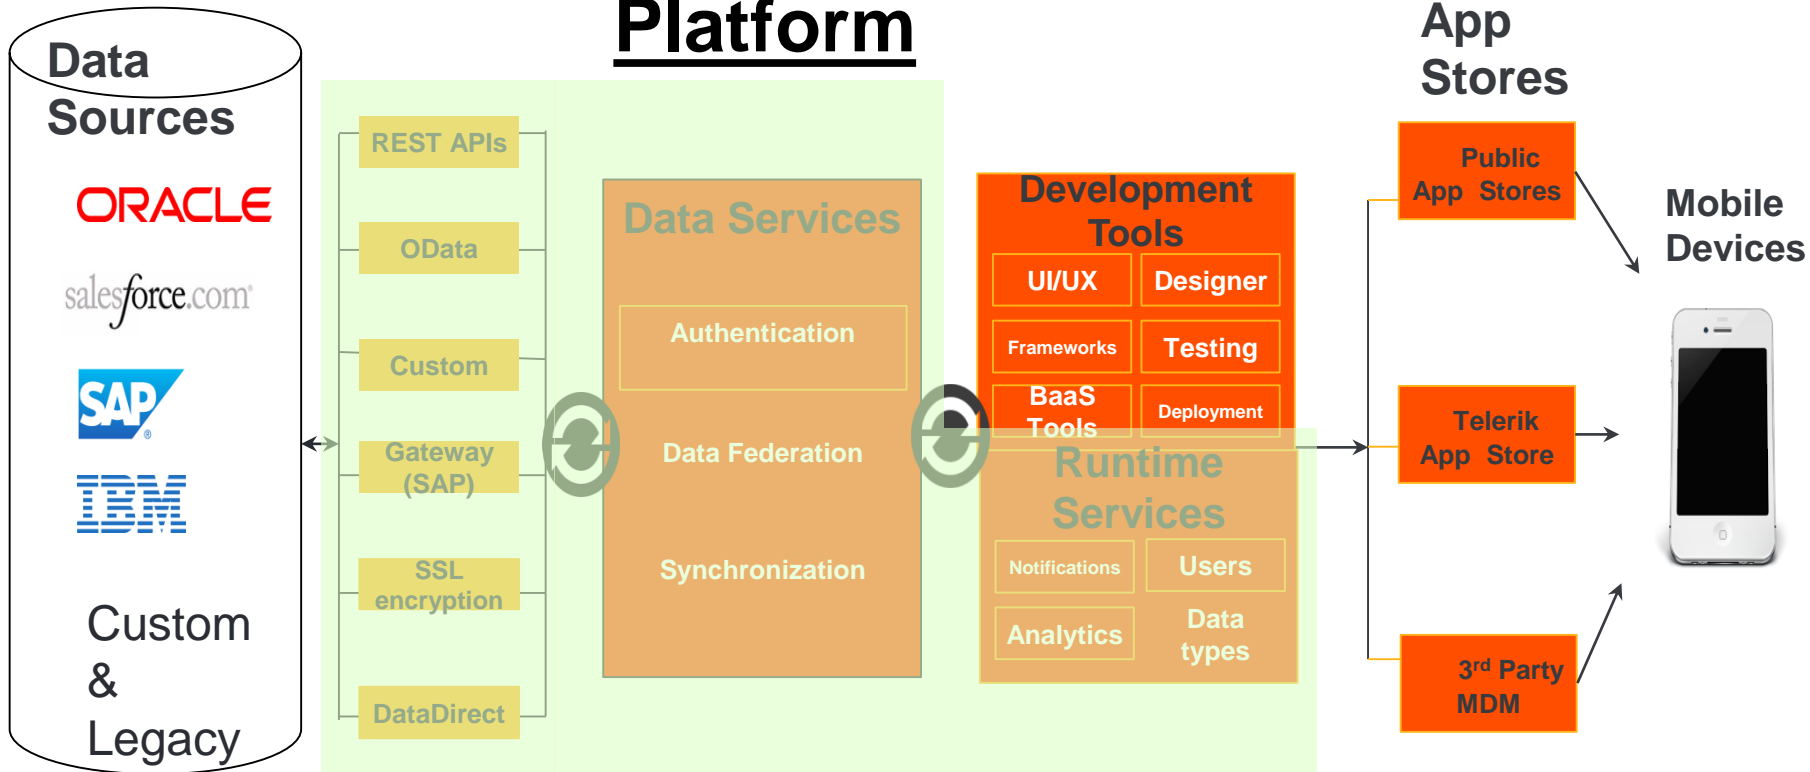 Platform
Data
Sources
ORACLE
salesforce.com
SAP
IBM
Custom
&
Legacy
REST APIs
OData
Custom
Gateway
(SAP)
SSL
encryption
DataDirect
Data Services
Authentication
Data Federation
Synchronization
Development
Tools
UI/UX
Designer
Frameworks
Testing
BaaS
Tools
Deployment
Runtime
Services
Notifications
Users
Analytics
Data
types
App
Stores
Public
App Stores
Telerik
App Store
3rd Party
MDM
Mobile
Devices